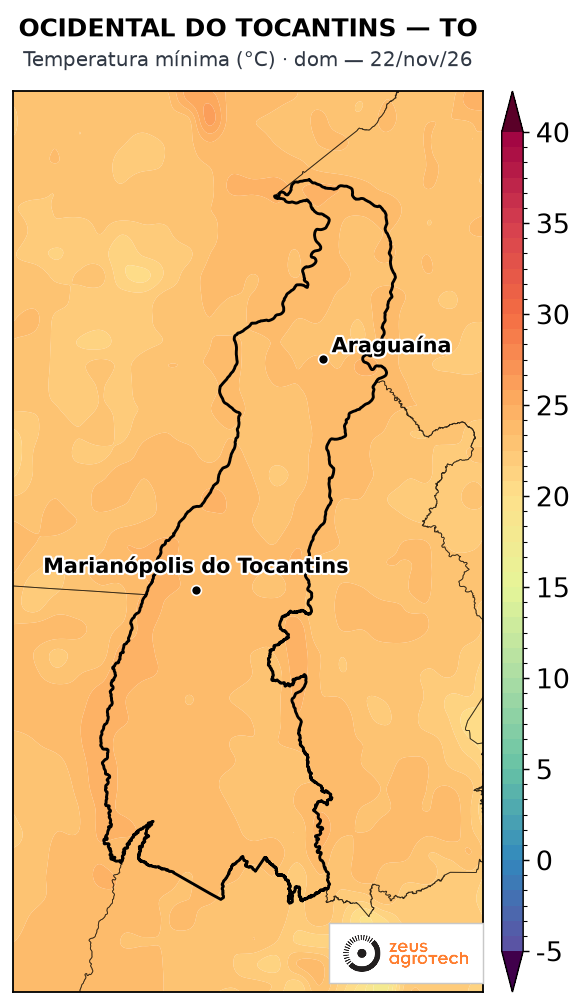 OCIDENTAL DO TOCANTINS — TO
Temperatura mínima (°C) · dom — 22/nov/26
40
35
30
25
20
15
10
5
0
-5
Araguaína
Marianópolis do Tocantins
zeus
agrotech